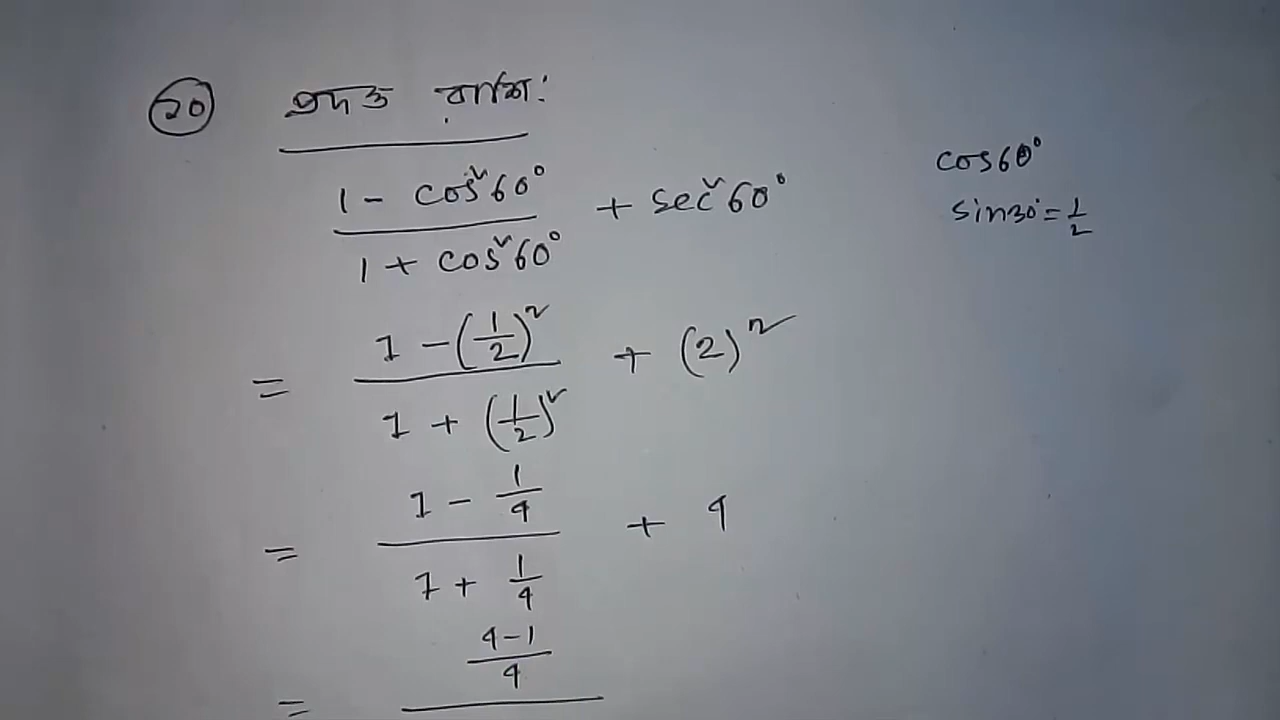 ২০ প্রদত্ত রাশি:
(1 - cos²60°)/(1 + cos²60°) + sec²60°
cos60°
sin30° = 1/2
= (1 - (1/2)²)/(1 + (1/2)²) + (2)²
= (1 - 1/4)/(1 + 1/4) + 4
= (4-1)/4